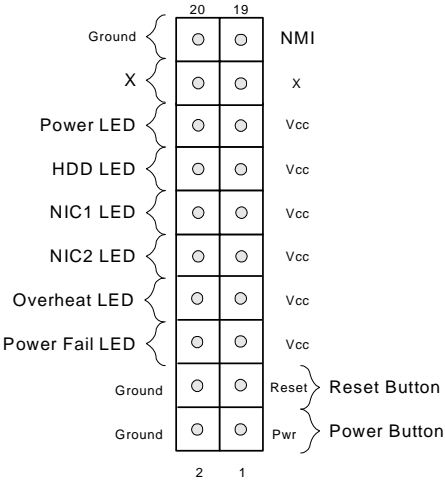 20 19
Ground NMI
X X
Power LED Vcc
HDD LED Vcc
NIC1 LED Vcc
NIC2 LED Vcc
Overheat LED Vcc
Power Fail LED Vcc
Ground Reset Reset Button
Ground Pwr Power Button
2 1